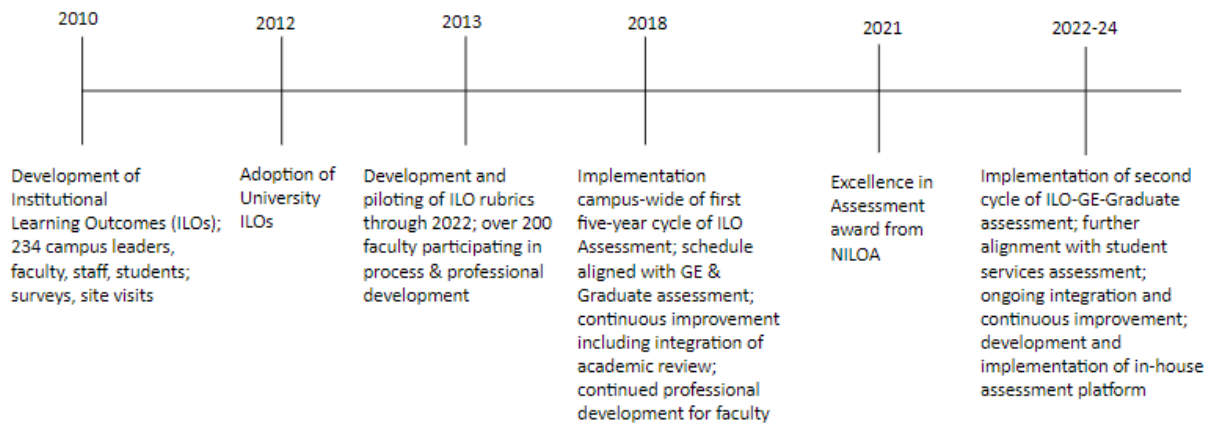 2010
2012
2013
2018
2021
2022-24
Development of
Institutional
Learning Outcomes (ILOs);
234 campus leaders,
faculty, staff, students;
surveys, site visits
Adoption of
University
ILOs
Development and
piloting of ILO rubrics
through 2022; over 200
faculty participating in
process & professional
development
Implementation
campus-wide of first
five-year cycle of ILO
Assessment; schedule
aligned with GE &
Graduate assessment;
continuous improvement
including integration of
academic review;
continued professional
development for faculty
Excellence in
Assessment
award from
NILOA
Implementation of second
cycle of ILO-GE-Graduate
assessment; further
alignment with student
services assessment;
ongoing integration and
continuous improvement;
development and
implementation of in-house
assessment platform